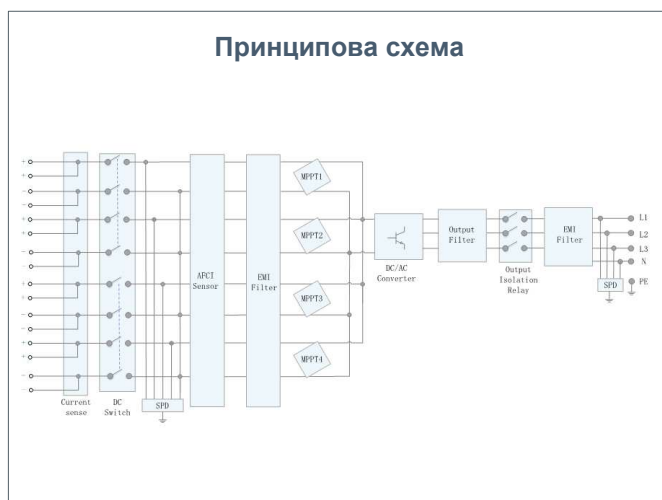 Принципова схема
+
+
−
−
+
+
−
−
+
+
−
−
+
+
−
−
Current
sense
DC
Switch
SPD
AFCI
Sensor
EMI
Filter
MPPT1
MPPT2
MPPT3
MPPT4
DC/AC
Converter
Output
Filter
Output
Isolation
Relay
EMI
Filter
L1
L2
L3
N
PE
SPD